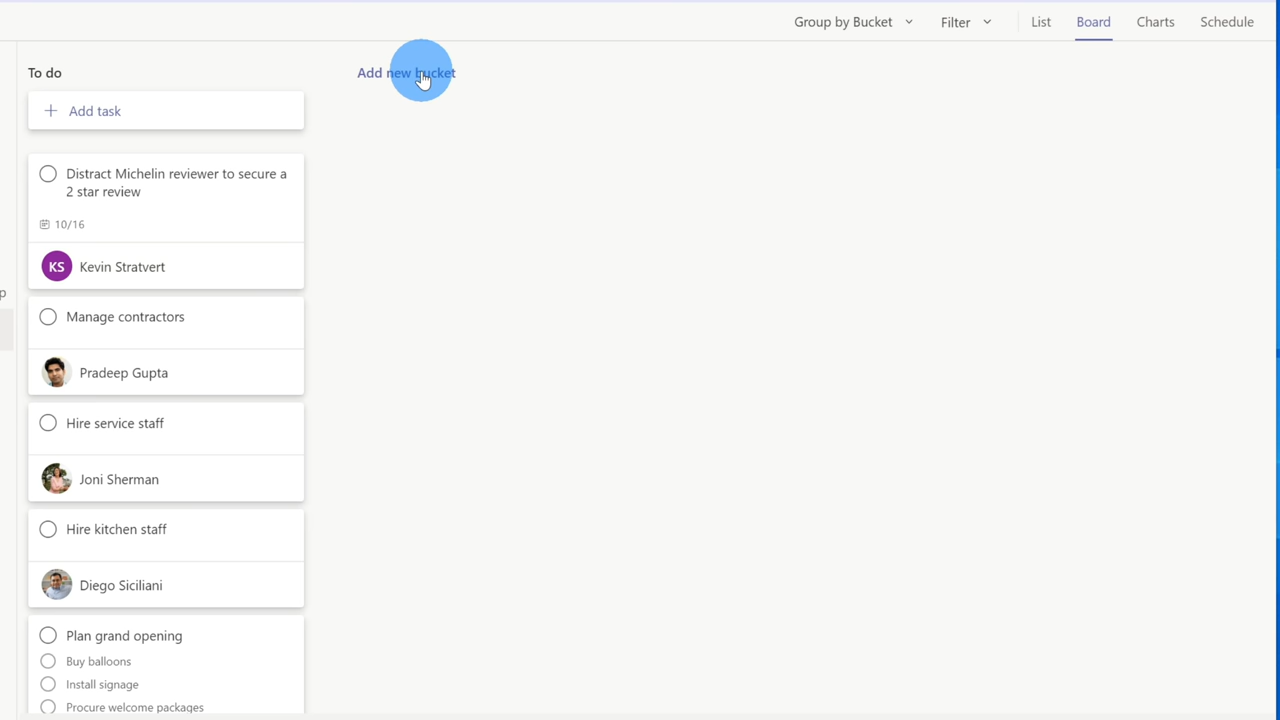 Group by Bucket
Filter
List
Board
Charts
Schedule
To do
Add new bucket
Add task
Distract Michelin reviewer to secure a
2 star review
10/16
KS
Kevin Stratvert
p
Manage contractors
Pradeep Gupta
Hire service staff
Joni Sherman
Hire kitchen staff
Diego Siciliani
Plan grand opening
Buy balloons
Install signage
Procure welcome packages